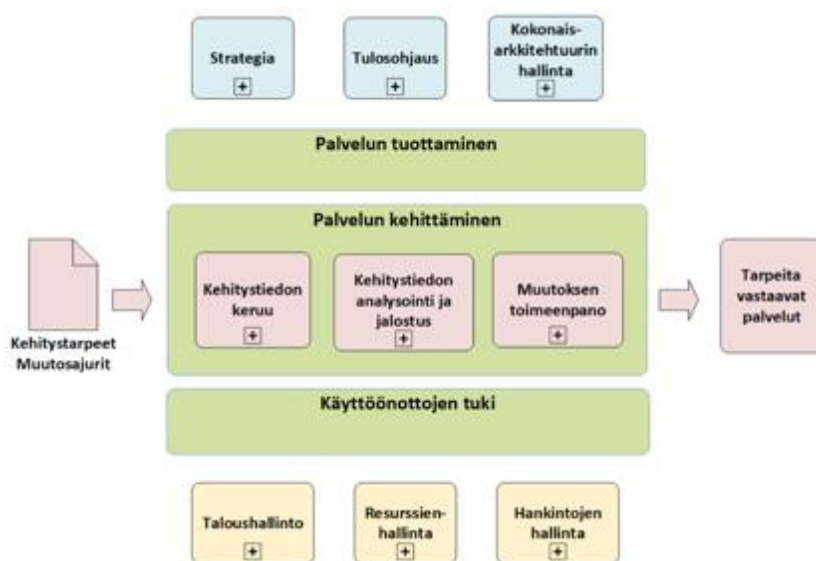 Strategia
Tulosohjaus
Kokonais-
arkkitehtuurin
hallinta
Palvelun tuottaminen
Palvelun kehittäminen
Kehitystiedon
keruu
Kehitystiedon
analysointi ja
jalostus
Muutoksen
toimeenpano
Kehitystarpeet
Muutosajurit
Tarpeita
vastaavat
palvelut
Käyttöönottojen tuki
Taloushallinto
Resurssien-
hallinta
Hankintojen
hallinta